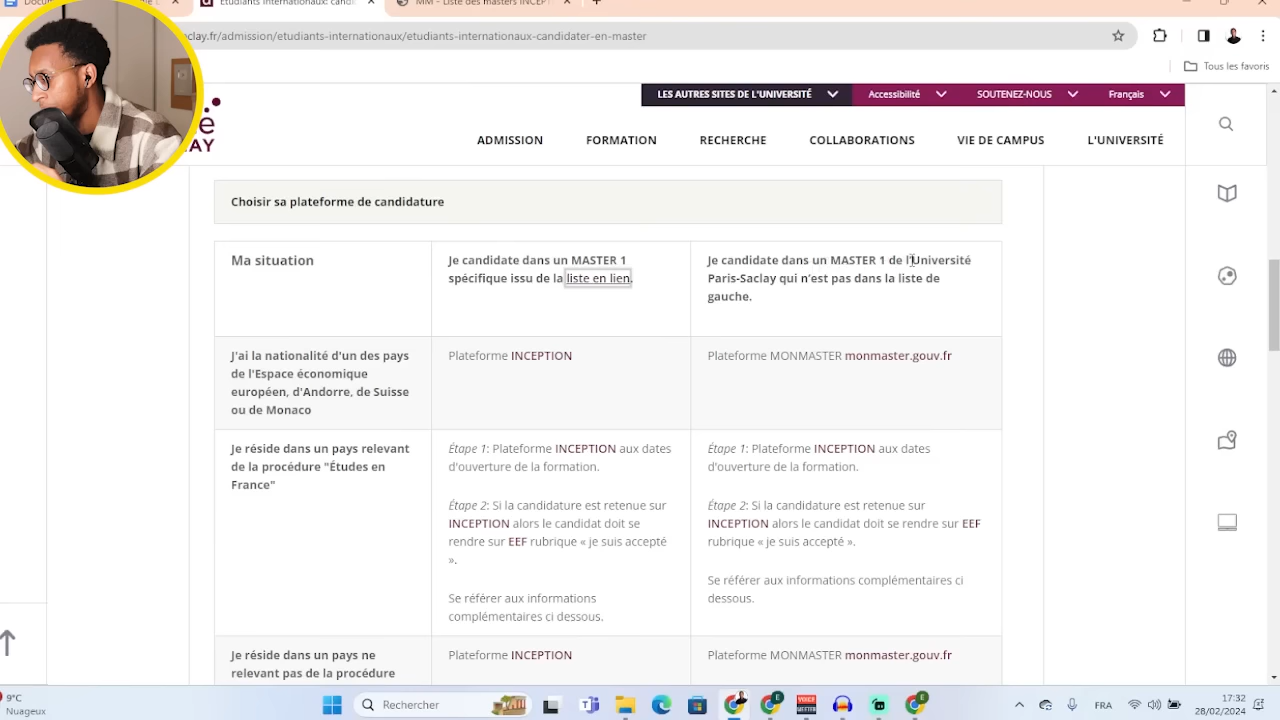 Étudiants internationaux: candi
MM - Liste des masters INCEPTION
clay.fr/admission/etudiants-internationaux/etudiants-internationaux-candidater-en-master
Tous les favoris
LES AUTRES SITES DE L'UNIVERSITÉ
Accessibilité
SOUTENEZ-NOUS
Français
AY
ADMISSION
FORMATION
RECHERCHE
COLLABORATIONS
VIE DE CAMPUS
L'UNIVERSITÉ
Choisir sa plateforme de candidature
Ma situation
Je candidate dans un MASTER 1
spécifique issu de la liste en lien.
Je candidate dans un MASTER 1 de l'Université
Paris-Saclay qui n'est pas dans la liste de
gauche.
J'ai la nationalité d'un des pays
de l'Espace économique
européen, d'Andorre, de Suisse
ou de Monaco
Plateforme INCEPTION
Plateforme MONMASTER monmaster.gouv.fr
Je réside dans un pays relevant
de la procédure "Études en
France"
Étape 1: Plateforme INCEPTION aux dates
d'ouverture de la formation.
Étape 2: Si la candidature est retenue sur
INCEPTION alors le candidat doit se
rendre sur EEF rubrique « je suis accepté
».
Se référer aux informations
complémentaires ci dessous.
Étape 1: Plateforme INCEPTION aux dates
d'ouverture de la formation.
Étape 2: Si la candidature est retenue sur
INCEPTION alors le candidat doit se rendre sur EEF
rubrique « je suis accepté ».
Se référer aux informations complémentaires ci
dessous.
Je réside dans un pays ne
relevant pas de la procédure
Plateforme INCEPTION
Plateforme MONMASTER monmaster.gouv.fr
9°C
Nuageux
Rechercher
FRA
17:32
28/02/2024